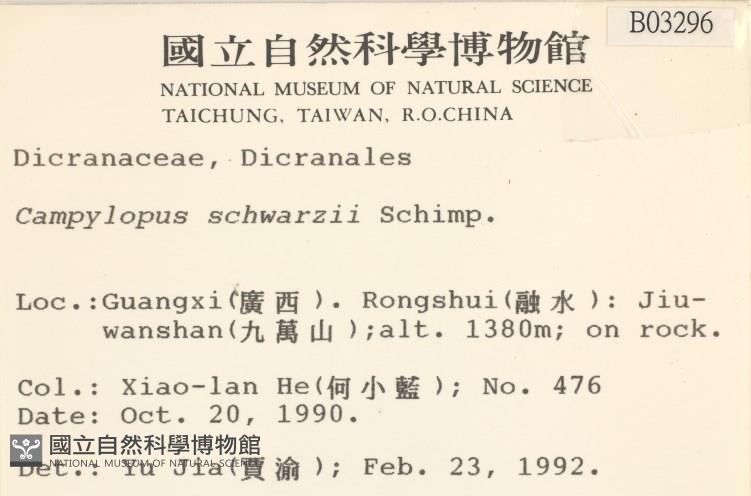 B03296
國立自然科學博物館
NATIONAL MUSEUM OF NATURAL SCIENCE
TAICHUNG, TAIWAN, R.O.CHINA
Dicranaceae, Dicranales
Campylopus schwarzii Schimp.
Loc.:Guangxi(廣西). Rongshui(融水): Jiu-
wanshan(九萬山);alt. 1380m; on rock.
Col.: Xiao-lan He(何小藍); No. 476
Date: Oct. 20, 1990.
國立自然科學博物館
NATIONAL MUSEUM OF NATURAL SCIENCE
Det.: Yu Jia(賈渝); Feb. 23, 1992.